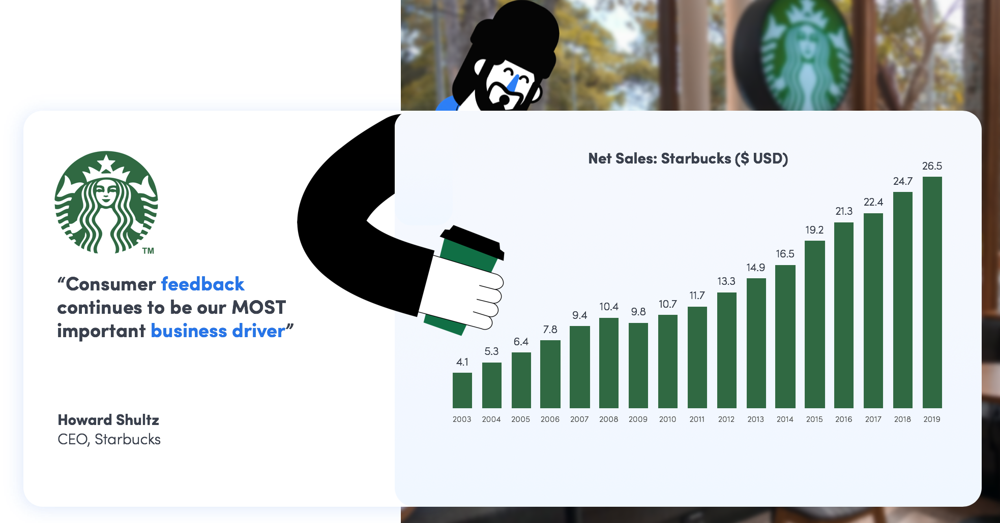 TM
“Consumer feedback
continues to be our MOST
important business driver”
Howard Shultz
CEO, Starbucks
Net Sales: Starbucks ($ USD)
4.1
5.3
6.4
7.8
9.4
10.4
9.8
10.7
11.7
13.3
14.9
16.5
19.2
21.3
22.4
24.7
26.5
2003 2004 2005 2006 2007 2008 2009 2010 2011 2012 2013 2014 2015 2016 2017 2018 2019